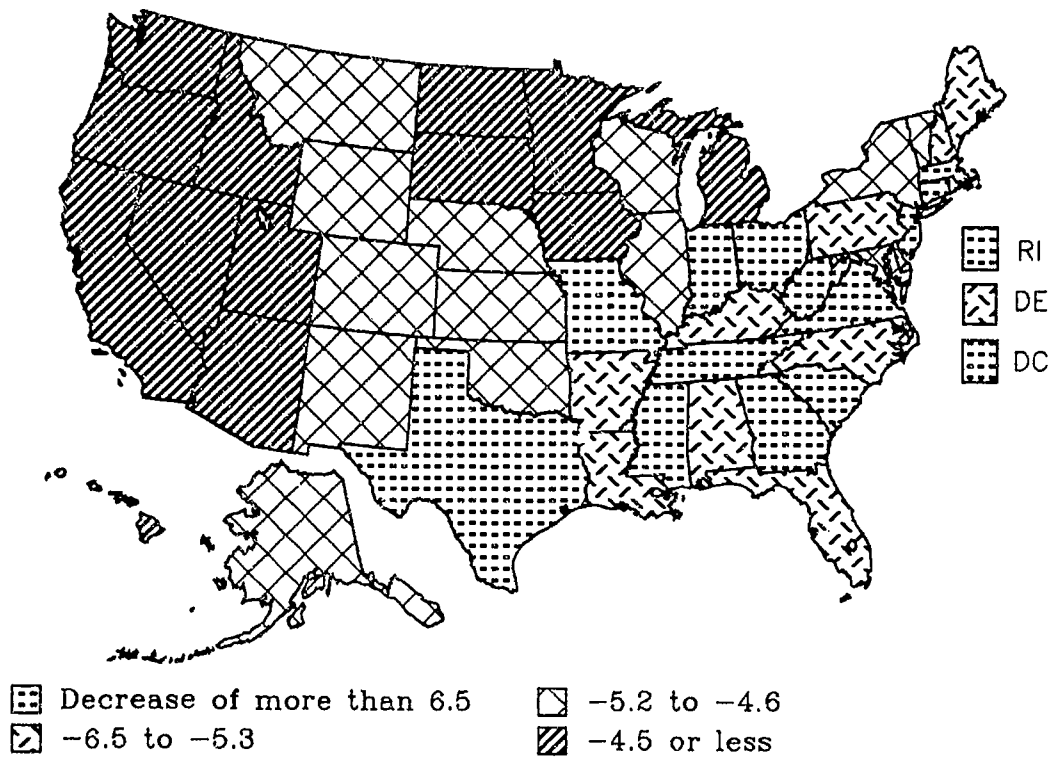 RI
DE
DC
Decrease of more than 6.5
-5.2 to -4.6
-6.5 to -5.3
-4.5 or less